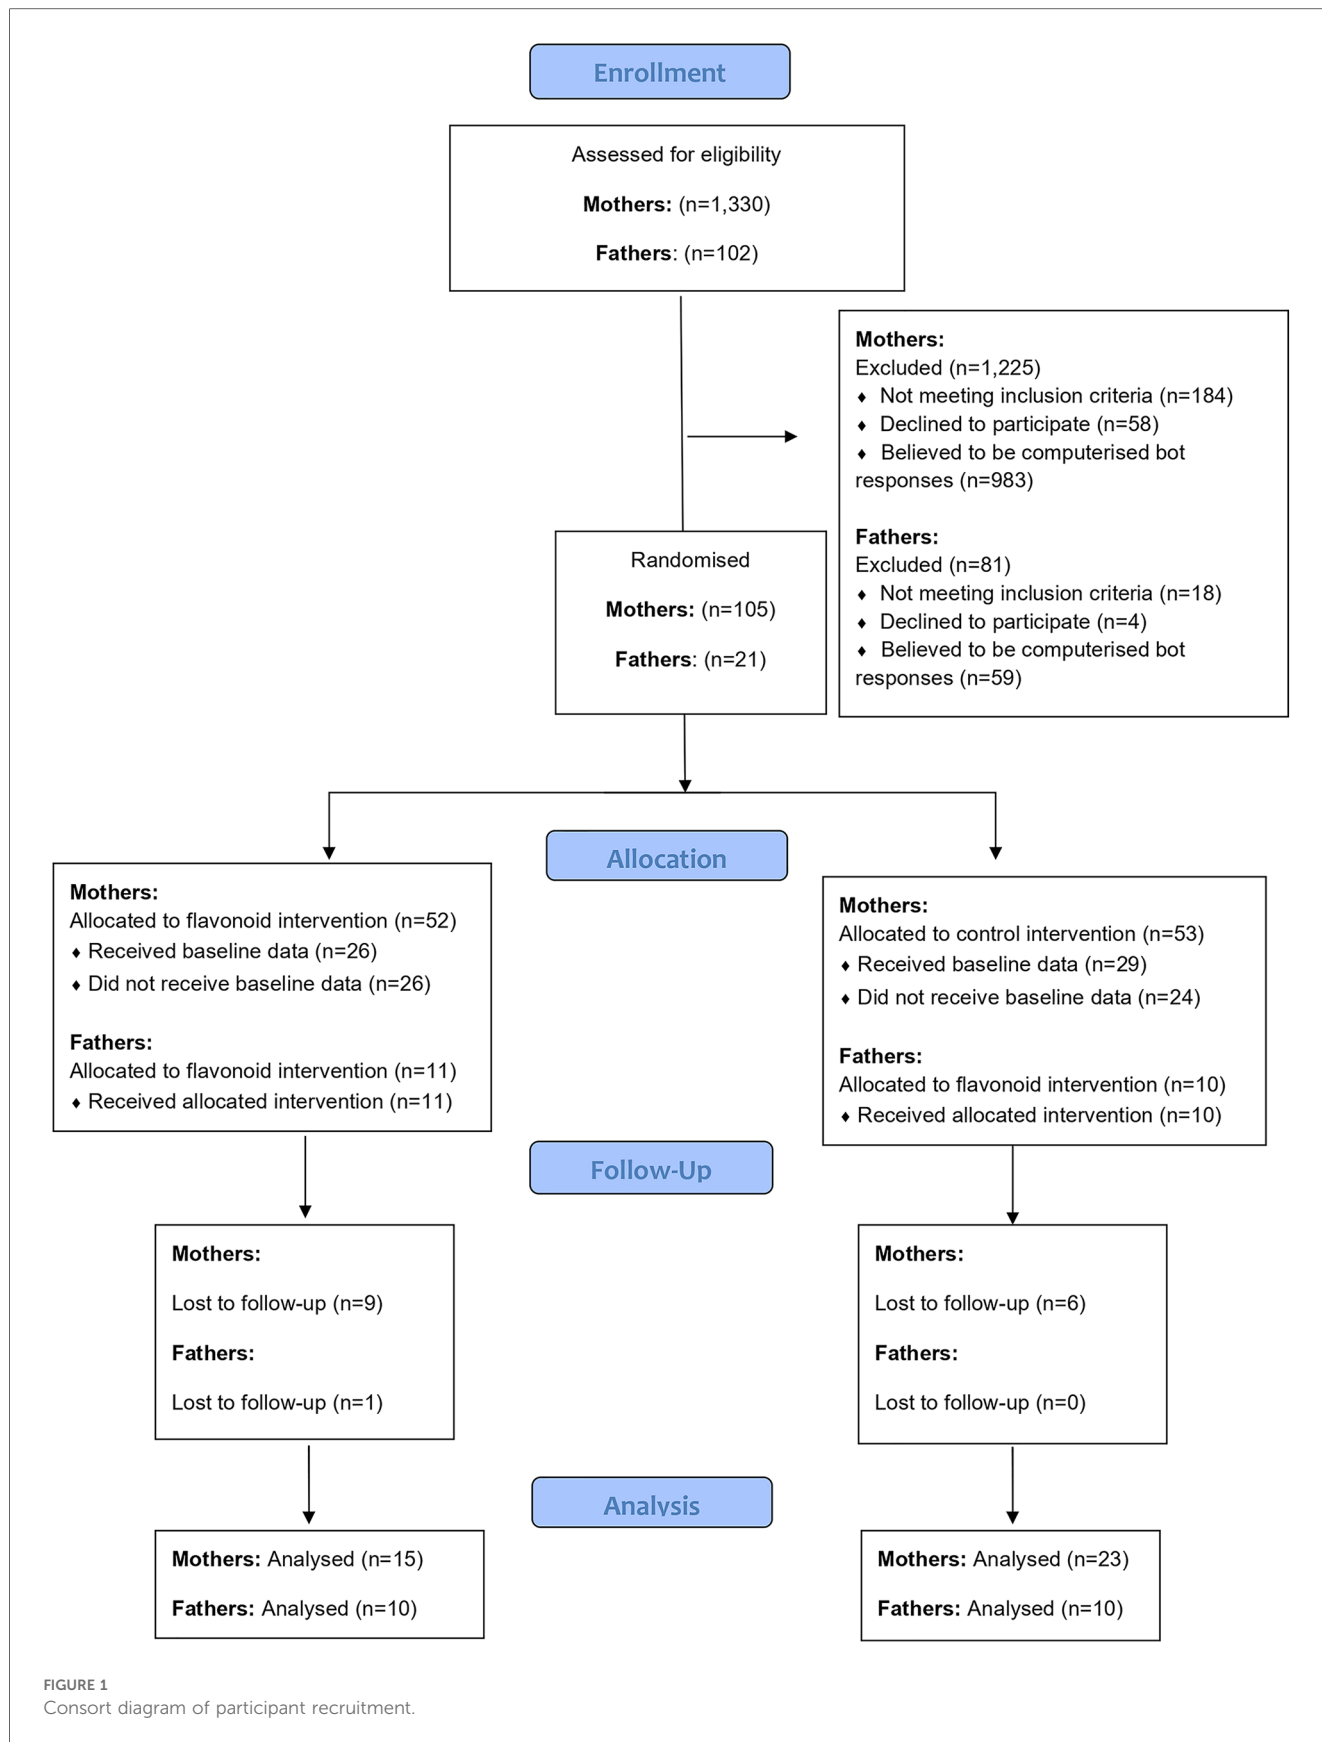 Enrollment
Assessed for eligibility
Mothers: (n=1,330)
Fathers: (n=102)
Mothers:
Excluded (n=1,225)
♦ Not meeting inclusion criteria (n=184)
♦ Declined to participate (n=58)
♦ Believed to be computerised bot
responses (n=983)
Fathers:
Excluded (n=81)
♦ Not meeting inclusion criteria (n=18)
♦ Declined to participate (n=4)
♦ Believed to be computerised bot
responses (n=59)
Randomised
Mothers: (n=105)
Fathers: (n=21)
Allocation
Mothers:
Allocated to flavonoid intervention (n=52)
♦ Received baseline data (n=26)
♦ Did not receive baseline data (n=26)
Fathers:
Allocated to flavonoid intervention (n=11)
♦ Received allocated intervention (n=11)
Mothers:
Allocated to control intervention (n=53)
♦ Received baseline data (n=29)
♦ Did not receive baseline data (n=24)
Fathers:
Allocated to flavonoid intervention (n=10)
♦ Received allocated intervention (n=10)
Follow-Up
Mothers:
Lost to follow-up (n=9)
Fathers:
Lost to follow-up (n=1)
Mothers:
Lost to follow-up (n=6)
Fathers:
Lost to follow-up (n=0)
Analysis
Mothers: Analysed (n=15)
Fathers: Analysed (n=10)
Mothers: Analysed (n=23)
Fathers: Analysed (n=10)
FIGURE 1
Consort diagram of participant recruitment.